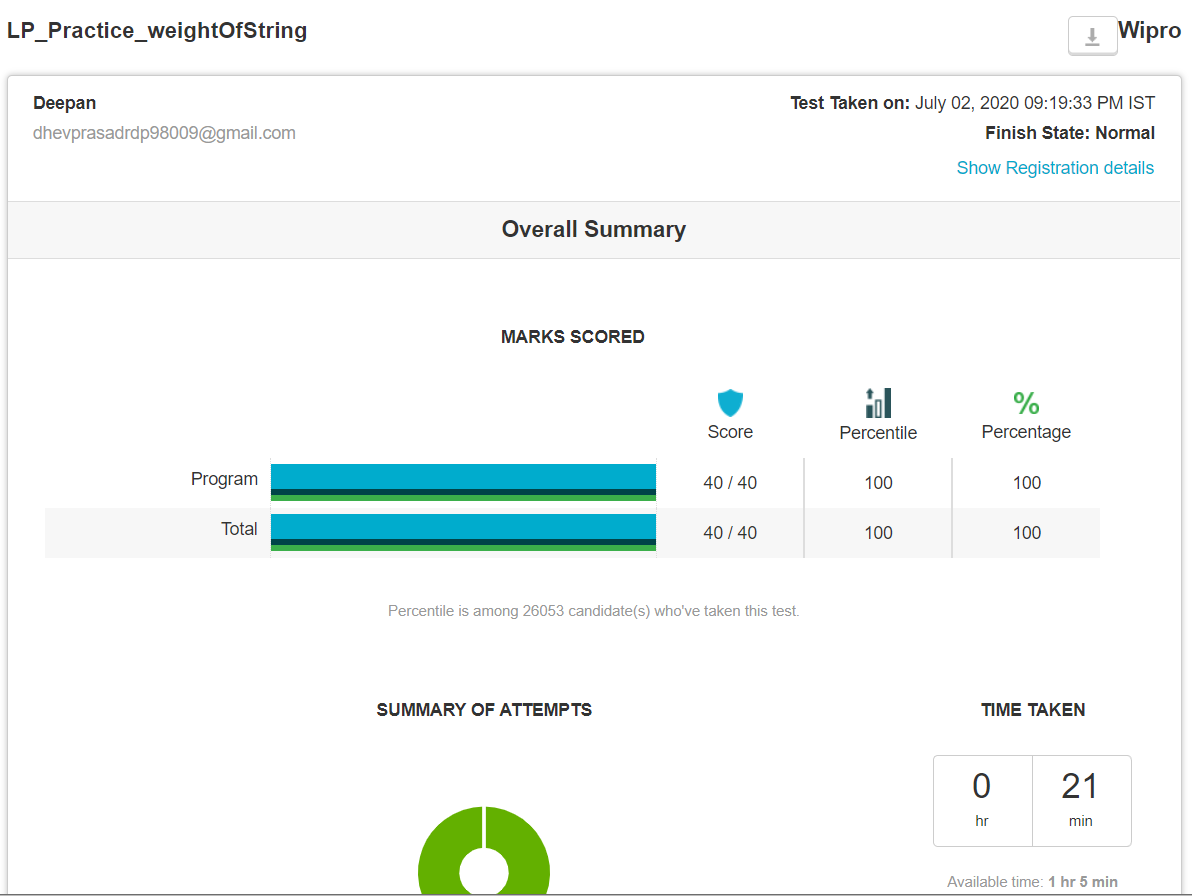 LP_Practice_weightOfString
Wipro
Deepan
dhevprasadrdp98009@gmail.com
Test Taken on: July 02, 2020 09:19:33 PM IST
Finish State: Normal
Show Registration details
Overall Summary
MARKS SCORED
Score Percentile Percentage
Program 40 / 40 100 100
Total 40 / 40 100 100
Percentile is among 26053 candidate(s) who've taken this test.
SUMMARY OF ATTEMPTS
TIME TAKEN
0 21
hr min
Available time: 1 hr 5 min